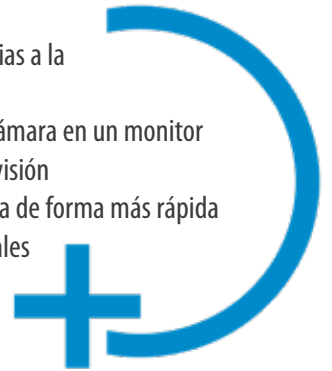 ias a la
ámara en un monitor
visión
a de forma más rápida
ales